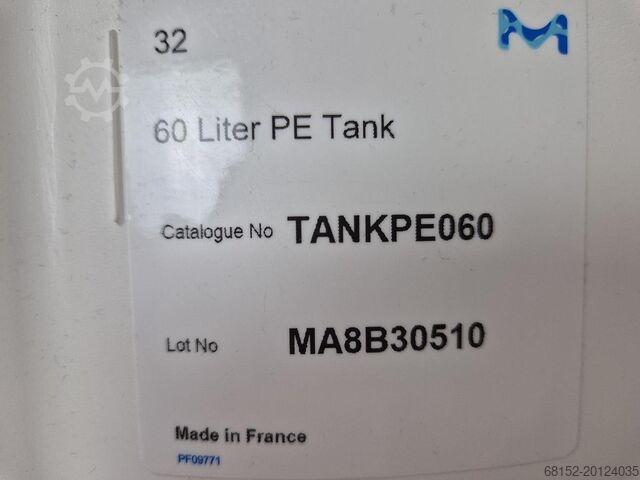 32
60 Liter PE Tank
Catalogue No TANKPE060
Lot No MA8B30510
Made in France
PF09771
68152-20124035